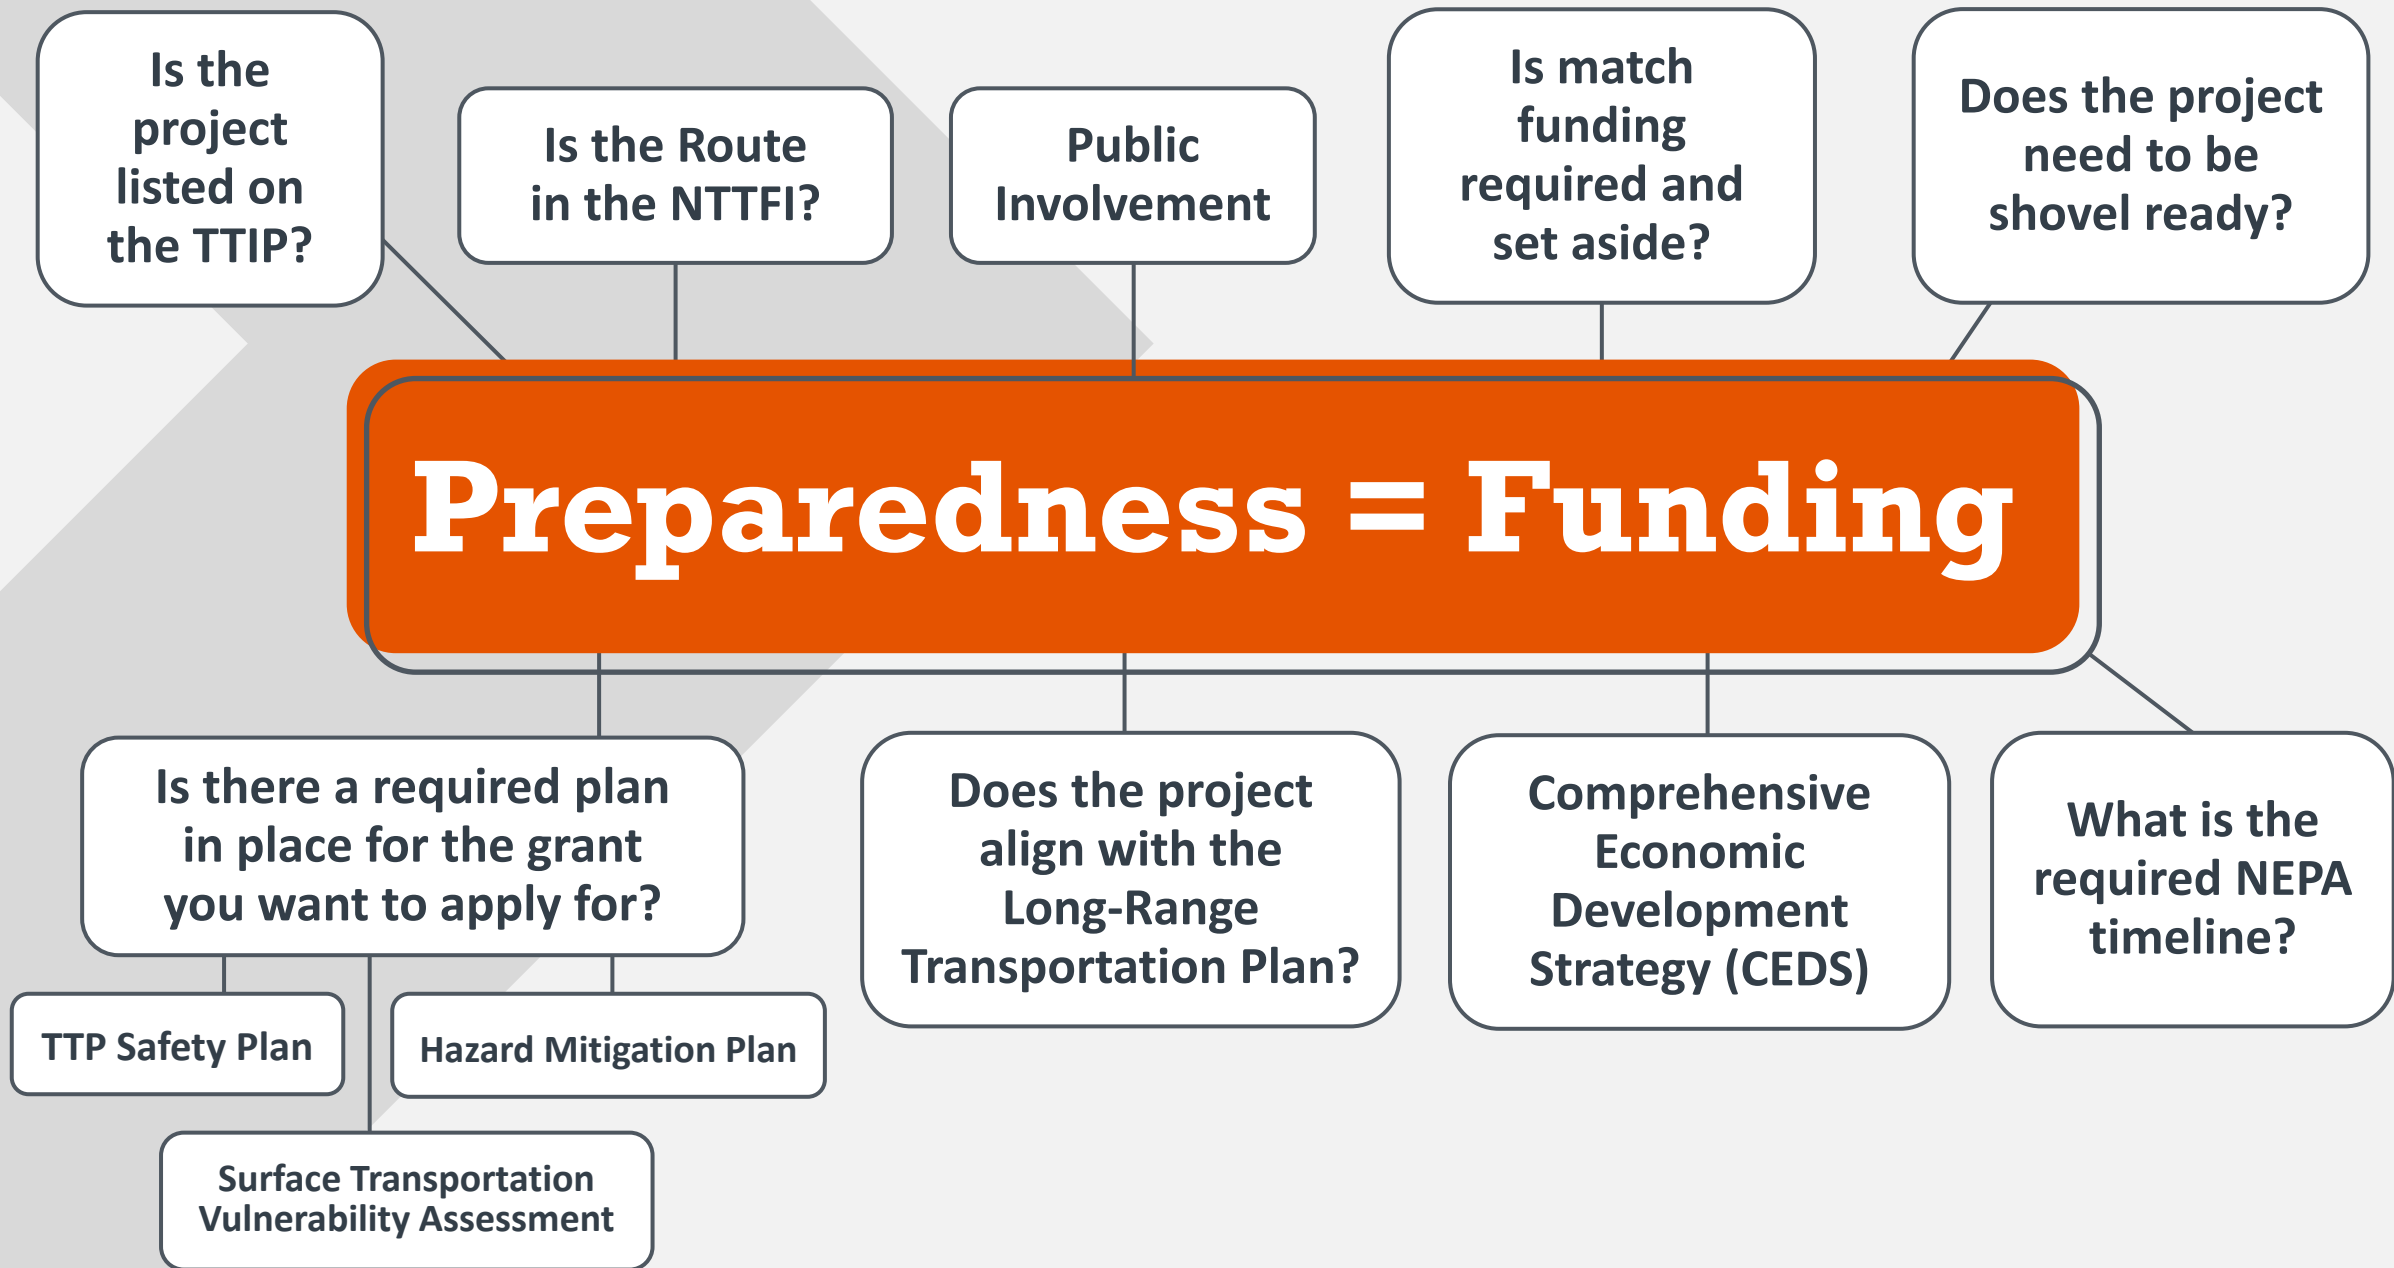 Is the
project
listed on
the TTIP?
Is the Route
in the NTTFI?
Public
Involvement
Is match
funding
required and
set aside?
Does the project
need to be
shovel ready?
Preparedness = Funding
Is there a required plan
in place for the grant
you want to apply for?
TTP Safety Plan
Hazard Mitigation Plan
Surface Transportation
Vulnerability Assessment
Does the project
align with the
Long-Range
Transportation Plan?
Comprehensive
Economic
Development
Strategy (CEDS)
What is the
required NEPA
timeline?